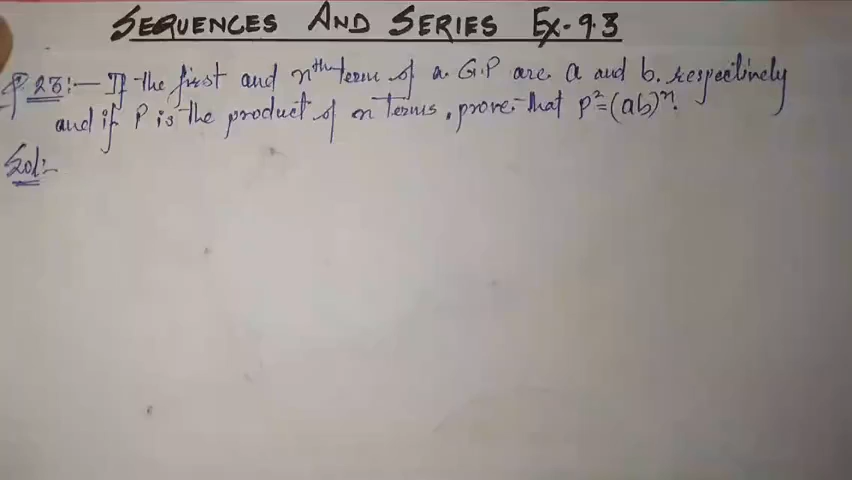 SEQUENCES AND SERIES Ex-9.3
Q.23:- If the first and nth term of a G.P are a and b. respectively
and if P is the product of n terms, prove that P²=(ab)ⁿ.
Sol:-